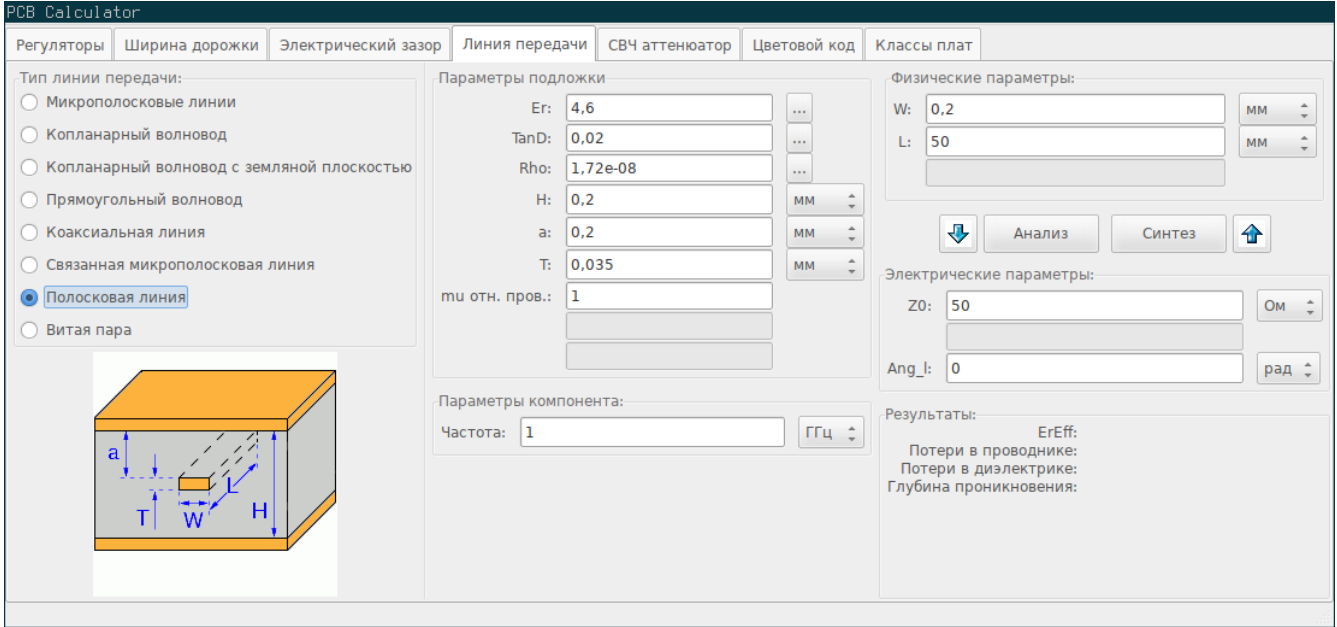 PCB Calculator
Регуляторы Ширина дорожки Электрический зазор Линия передачи СВЧ аттенюатор Цветовой код Классы плат
Тип линии передачи:
Микрополосковые линии
Копланарный волновод
Копланарный волновод с земляной плоскостью
Прямоугольный волновод
Коаксиальная линия
Связанная микрополосковая линия
Полосковая линия
Витая пара
a
T
W
L
H
Параметры подложки
Er: 4,6 ...
TanD: 0,02 ...
Rho: 1,72e-08 ...
H: 0,2 мм
a: 0,2 мм
T: 0,035 мм
mu отн. пров.: 1
Параметры компонента:
Частота: 1 ГГц
Физические параметры:
W: 0,2 мм
L: 50 мм
Анализ Синтез
Электрические параметры:
Z0: 50 Ом
Ang_l: 0 рад
Результаты:
ErEff:
Потери в проводнике:
Потери в диэлектрике:
Глубина проникновения: